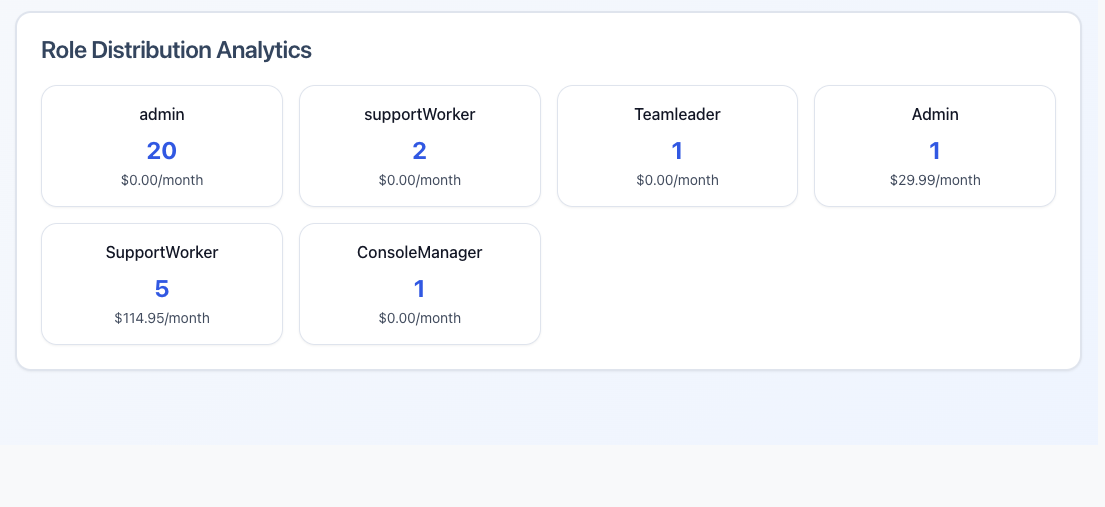 Role Distribution Analytics
admin
20
$0.00/month
supportWorker
2
$0.00/month
Teamleader
1
$0.00/month
Admin
1
$29.99/month
SupportWorker
5
$114.95/month
ConsoleManager
1
$0.00/month